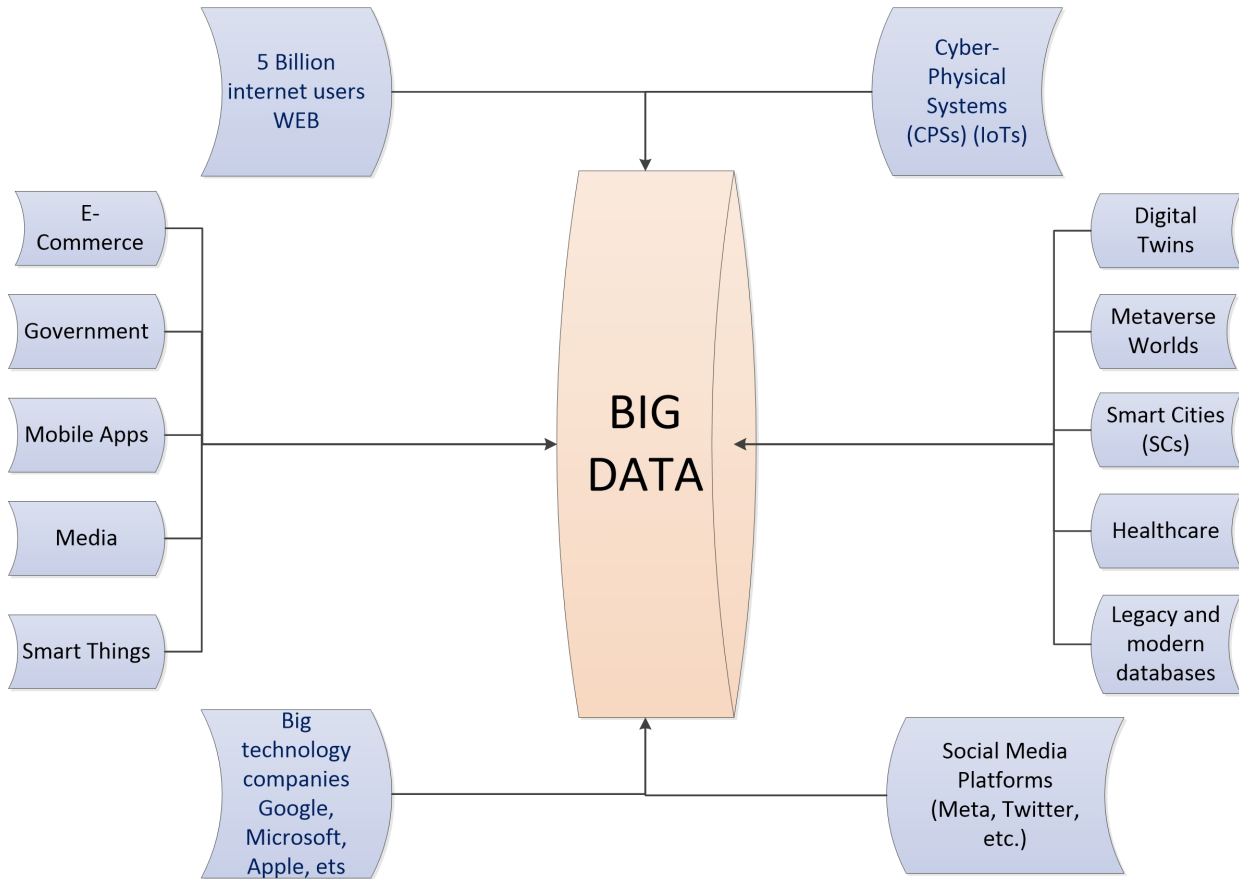 5 Billion
internet users
WEB
Cyber-
Physical
Systems
(CPSs) (IoTs)
E-
Commerce
Government
Mobile Apps
Media
Smart Things
BIG
DATA
Digital
Twins
Metaverse
Worlds
Smart Cities
(SCs)
Healthcare
Legacy and
modern
databases
Big
technology
companies
Google,
Microsoft,
Apple, ets
Social Media
Platforms
(Meta, Twitter,
etc.)